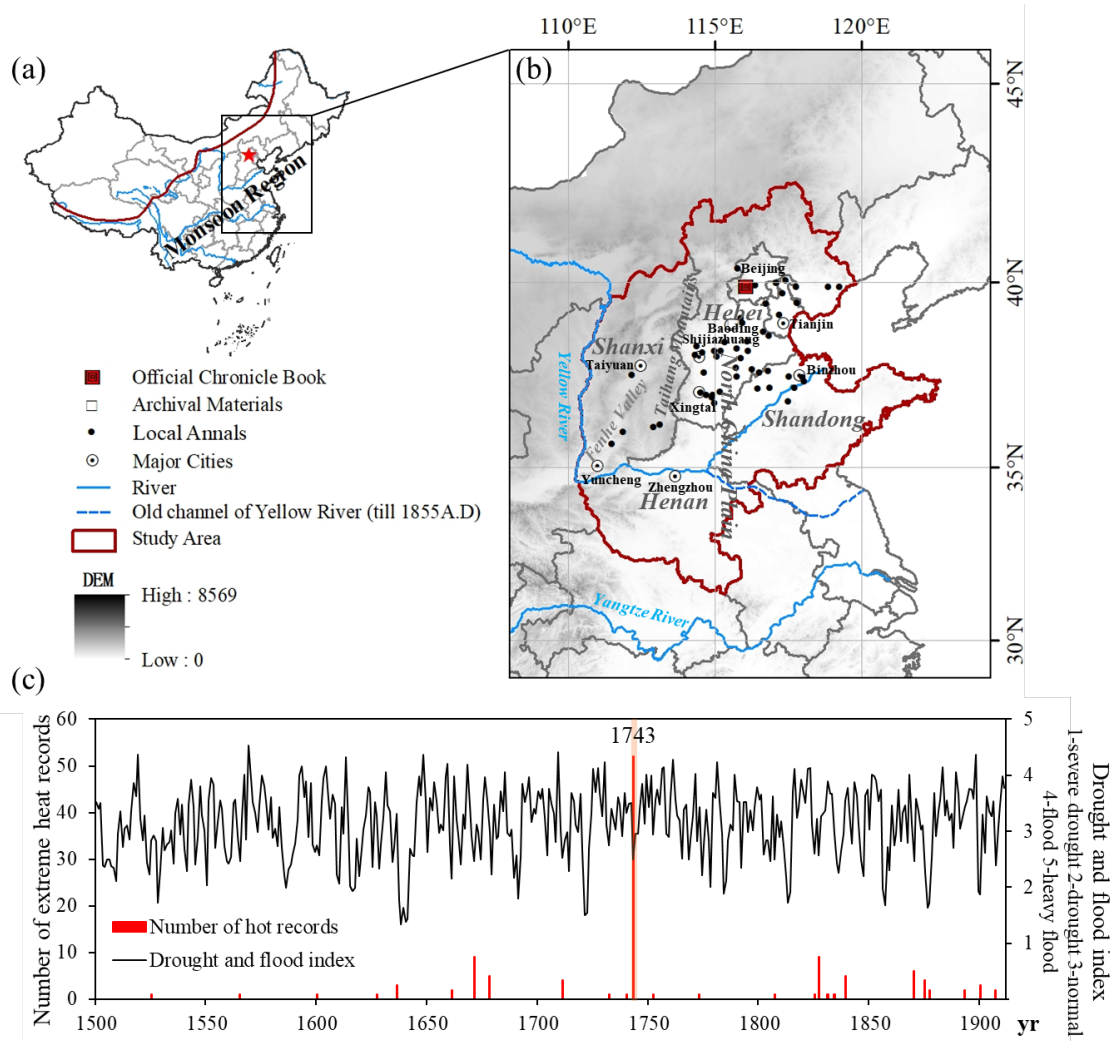 110°E
115°E
120°E
(a)
(b)
45°N
40°N
35°N
30°N
Monsoon Region
Beijing
Hebei
Baoding
Tianjin
Shijiazhuang
Shanxi
Taiyuan
Taihang Mountains
Binzhou
Xingtai
Shandong
Yellow River
Fenhe Valley
North China Plain
Yuncheng
Zhengzhou
Henan
Yangtze River
Official Chronicle Book
Archival Materials
Local Annals
Major Cities
River
Old channel of Yellow River (till 1855A.D)
Study Area
DEM
High : 8569
Low : 0
(c)
Number of extreme heat records
60
50
40
30
20
10
0
1743
Number of hot records
Drought and flood index
5
4
3
2
1
0
Drought and flood index
1-severe drought 2-drought 3-normal
4-flood 5-heavy flood
1500
1550
1600
1650
1700
1750
1800
1850
1900
yr